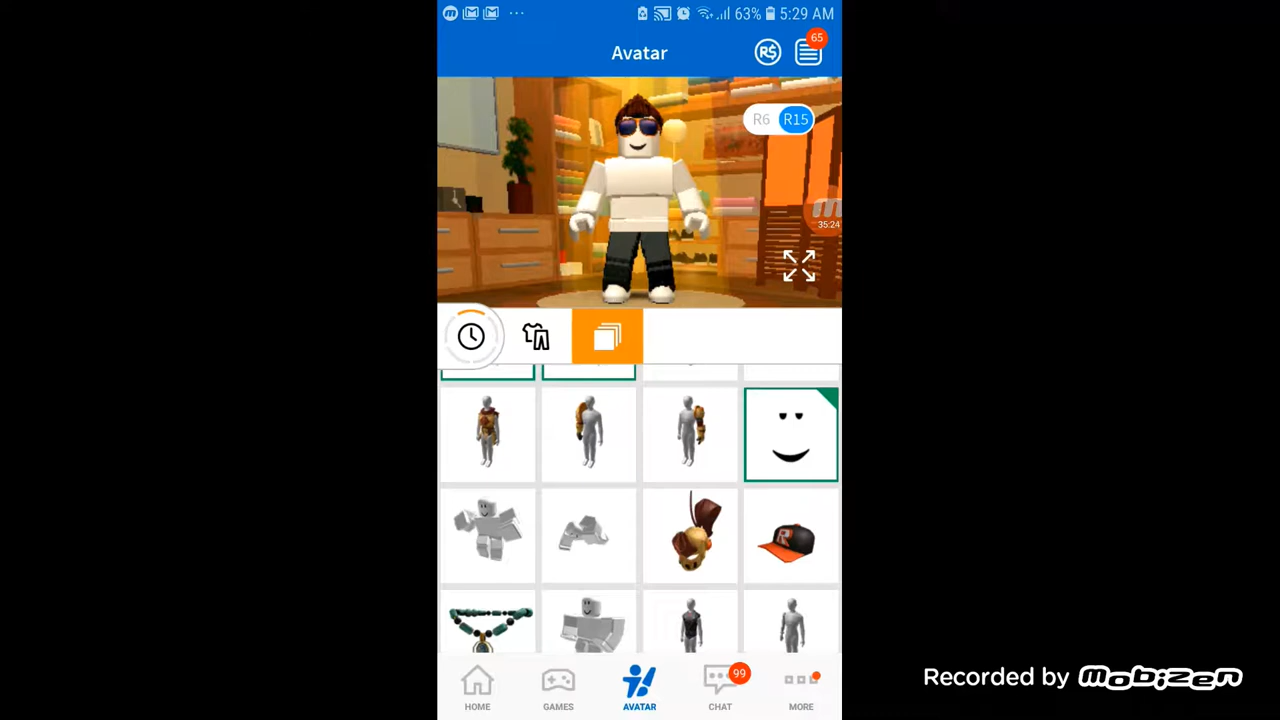 63% 5:29 AM
Avatar
R$
65
R6 R15
35:24
R
99
HOME GAMES AVATAR CHAT MORE
Recorded by mobizen